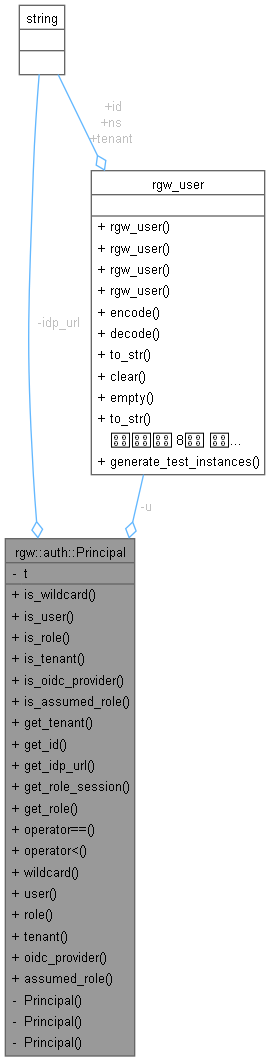 string
+id
+ns
+tenant
rgw_user
+ rgw_user()
+ rgw_user()
+ rgw_user()
+ rgw_user()
+ encode()
+ decode()
+ to_str()
+ clear()
+ empty()
+ to_str()
8 ...
+ generate_test_instances()
-idp_url
-u
rgw::auth::Principal
- t
+ is_wildcard()
+ is_user()
+ is_role()
+ is_tenant()
+ is_oidc_provider()
+ is_assumed_role()
+ get_tenant()
+ get_id()
+ get_idp_url()
+ get_role_session()
+ get_role()
+ operator==()
+ operator<()
+ wildcard()
+ user()
+ role()
+ tenant()
+ oidc_provider()
+ assumed_role()
- Principal()
- Principal()
- Principal()